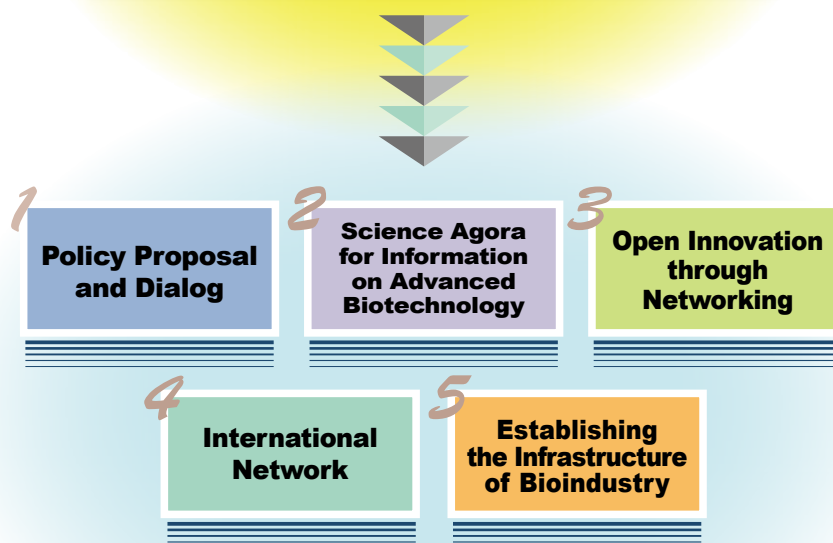 1
Policy Proposal
and Dialog
2
Science Agora
for Information
on Advanced
Biotechnology
3
Open Innovation
through
Networking
4
International
Network
5
Establishing
the Infrastructure
of Bioindustry